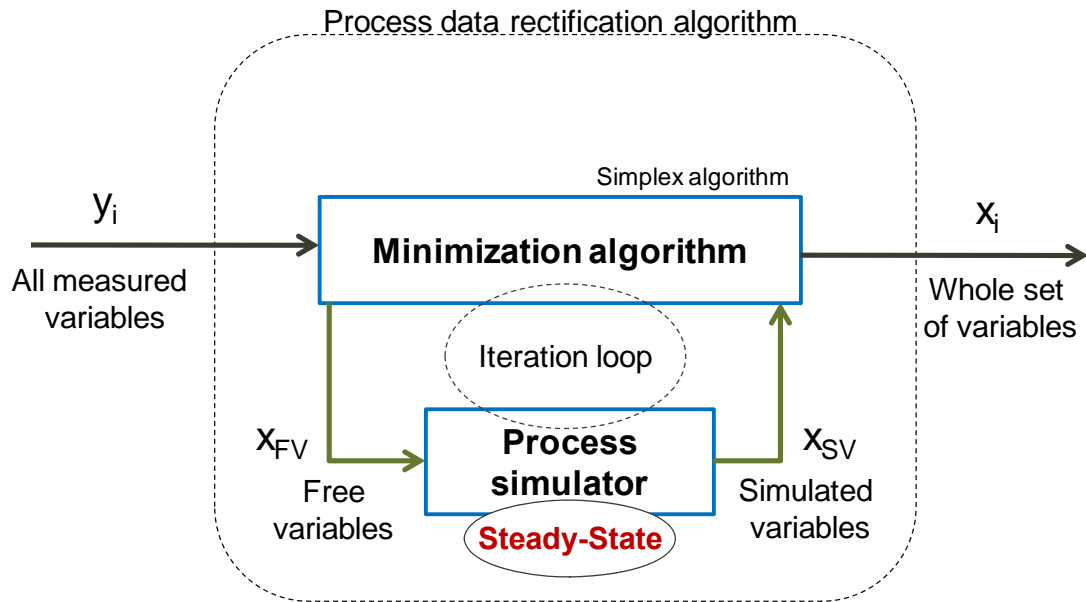 Process data rectification algorithm
Simplex algorithm
yi
Minimization algorithm
xi
All measured
variables
Whole set
of variables
Iteration loop
xFV
Process
simulator
xSV
Free
variables
Simulated
variables
Steady-State